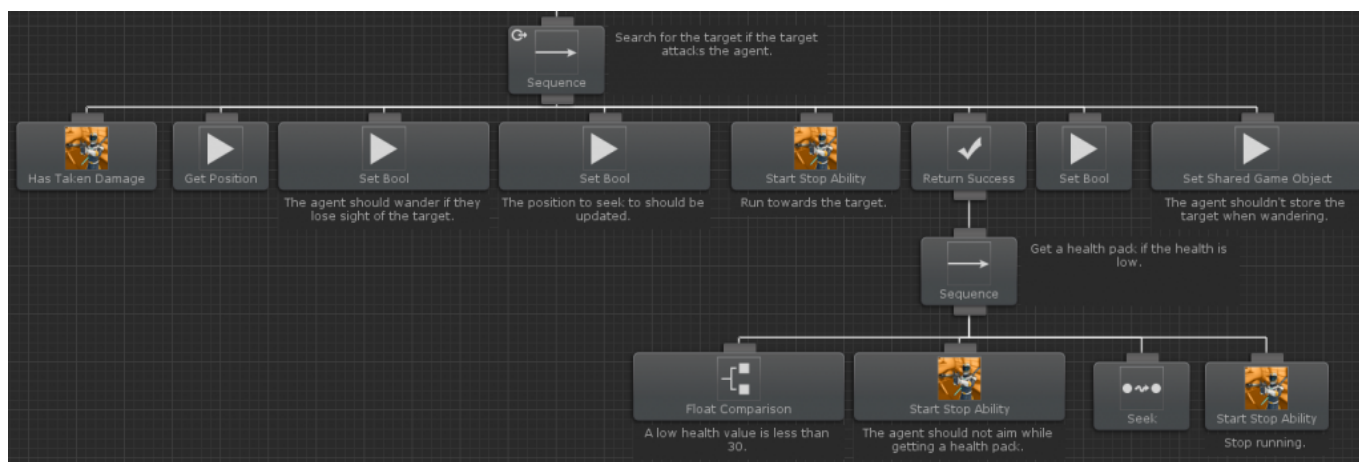 Search for the target if the target
attacks the agent.
Sequence
Has Taken Damage
Get Position
Set Bool
Set Bool
Start Stop Ability
Return Success
Set Bool
Set Shared Game Object
The agent should wander if they
lose sight of the target.
The position to seek to should be
updated.
Run towards the target.
The agent shouldn't store the
target when wandering.
Get a health pack if the health is
low.
Sequence
Float Comparison
Start Stop Ability
Seek
Start Stop Ability
A low health value is less than
30.
The agent should not aim while
getting a health pack.
Stop running.